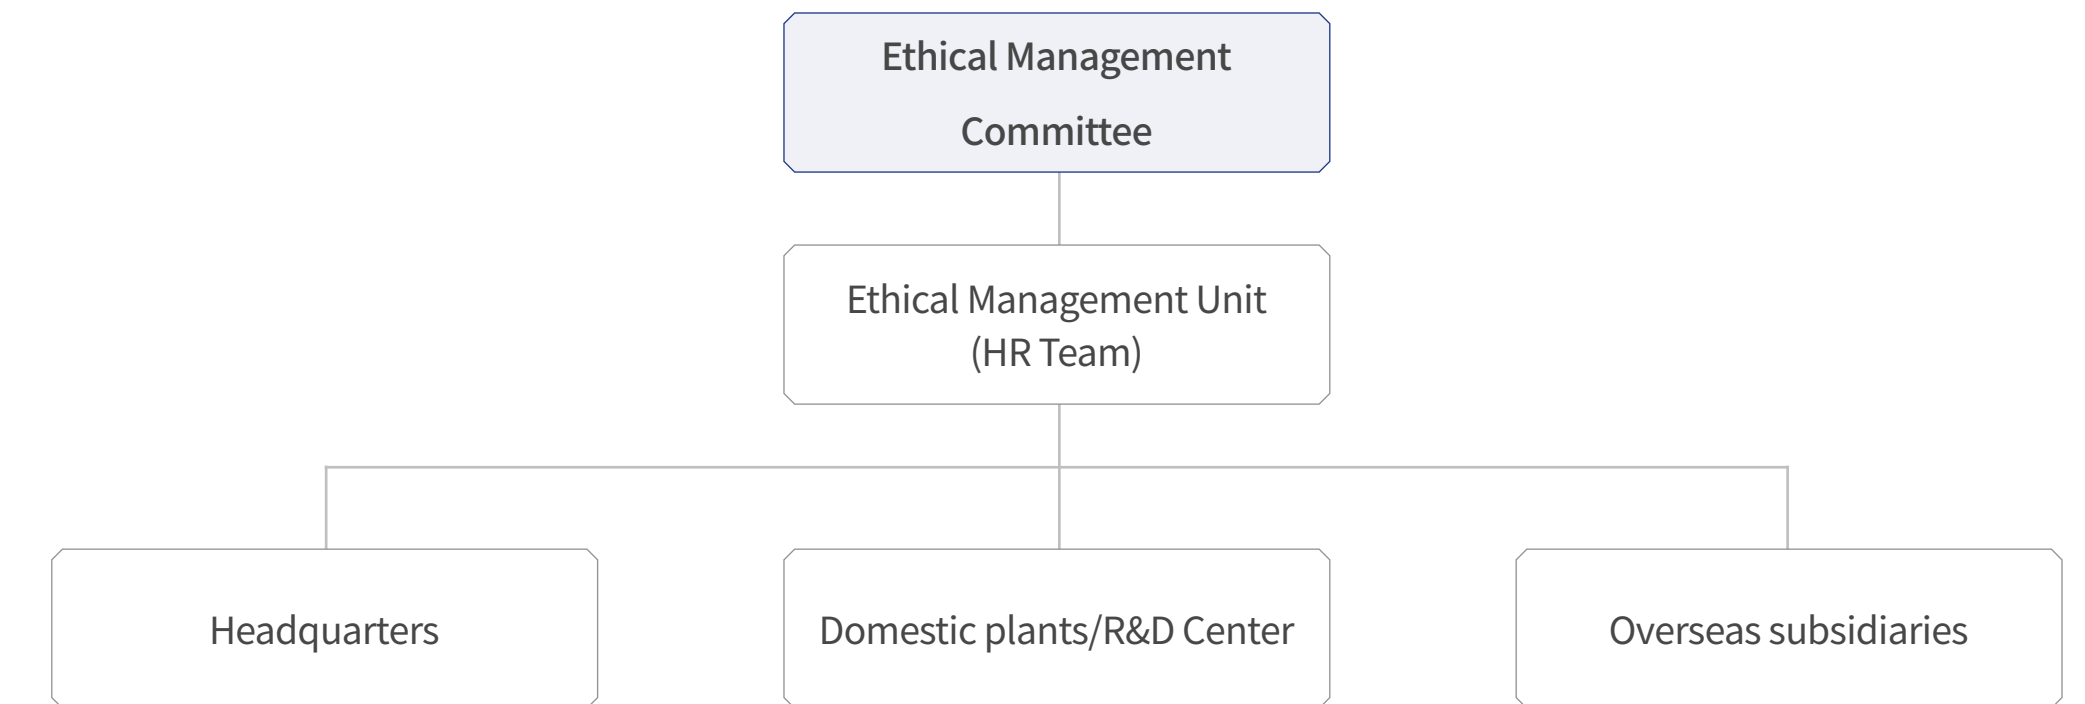 Ethical Management
Committee
Ethical Management Unit
(HR Team)
Headquarters
Domestic plants/R&D Center
Overseas subsidiaries